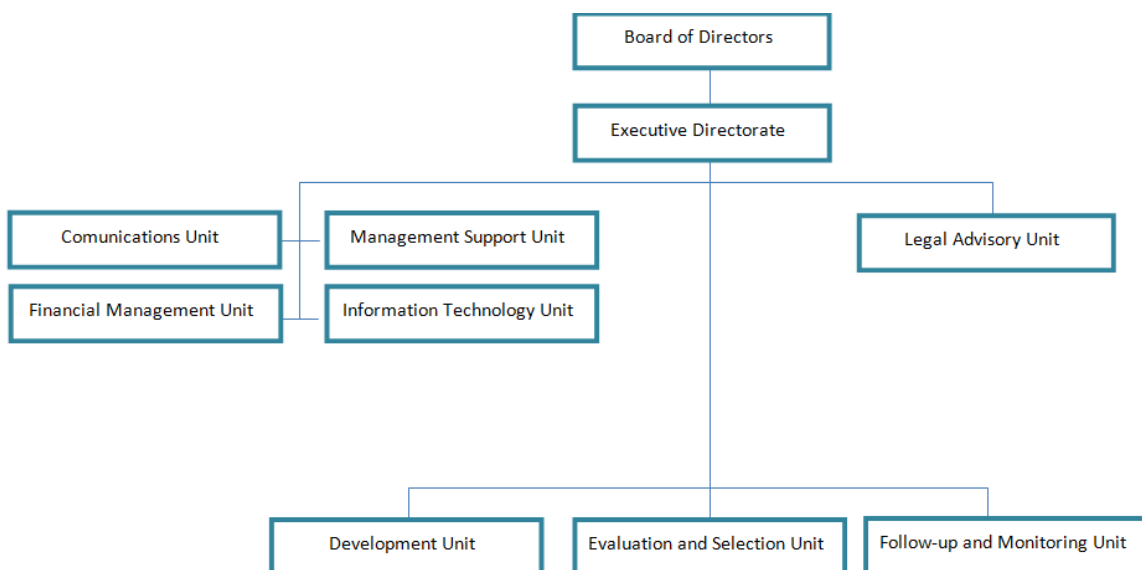 Board of Directors
Executive Directorate
Comunications Unit
Management Support Unit
Legal Advisory Unit
Financial Management Unit
Information Technology Unit
Development Unit
Evaluation and Selection Unit
Follow-up and Monitoring Unit